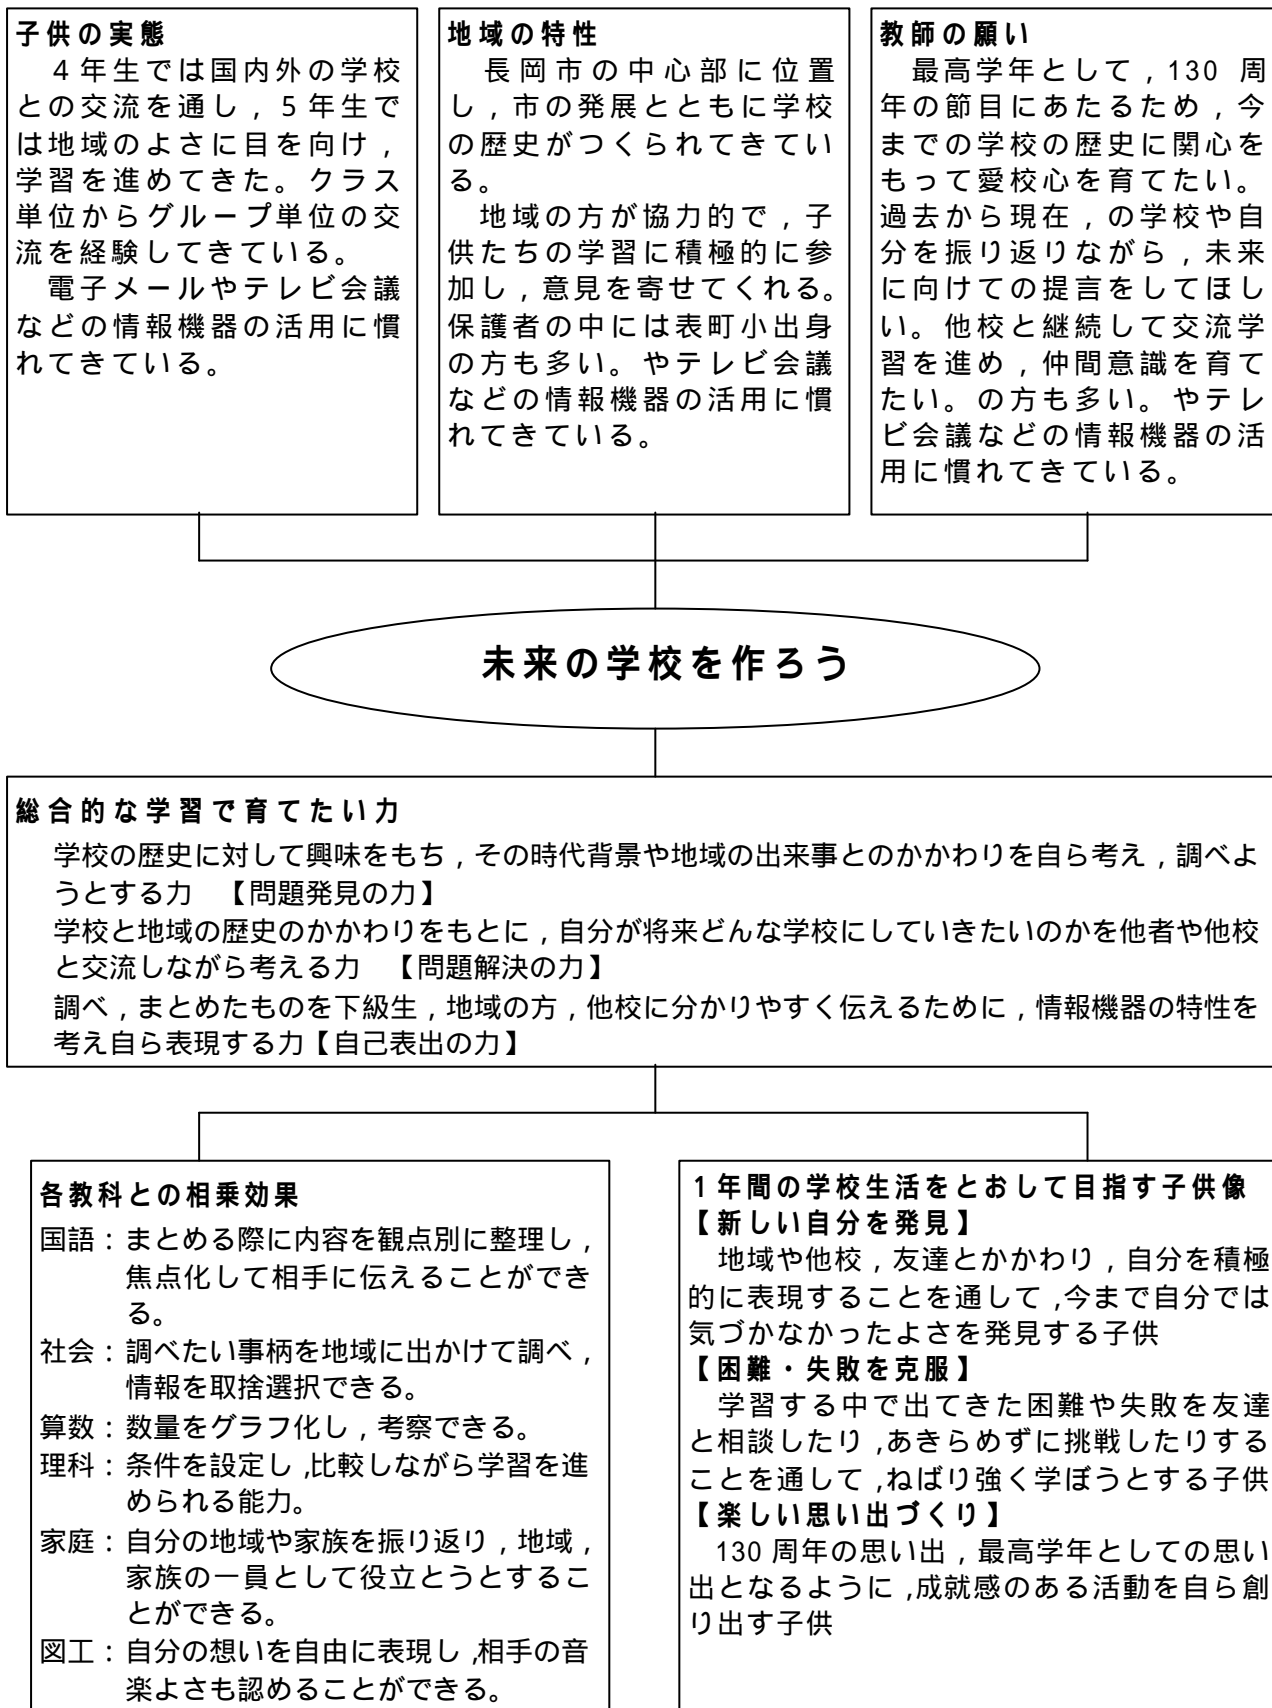 子供の実態
　４年生では国内外の学校
との交流を通し，５年生で
は地域のよさに目を向け，
学習を進めてきた。クラス
単位からグループ単位の交
流を経験してきている。
　電子メールやテレビ会議
などの情報機器の活用に慣
れてきている。
地域の特性
　長岡市の中心部に位置
し，市の発展とともに学校
の歴史がつくられてきてい
る。
　地域の方が協力的で，子
供たちの学習に積極的に参
加し，意見を寄せてくれる。
保護者の中には表町小出身
の方も多い。やテレビ会議
などの情報機器の活用に慣
れてきている。
教師の願い
　最高学年として，130 周
年の節目にあたるため，今
までの学校の歴史に関心を
もって愛校心を育てたい。
過去から現在，の学校や自
分を振り返りながら，未来
に向けての提言をしてほし
い。他校と継続して交流学
習を進め，仲間意識を育て
たい。の方も多い。やテレ
ビ会議などの情報機器の活
用に慣れてきている。
未来の学校を作ろう
総合的な学習で育てたい力
学校の歴史に対して興味をもち，その時代背景や地域の出来事とのかかわりを自ら考え，調べよ
うとする力　【問題発見の力】
学校と地域の歴史のかかわりをもとに，自分が将来どんな学校にしていきたいのかを他者や他校
と交流しながら考える力　【問題解決の力】
調べ，まとめたものを下級生，地域の方，他校に分かりやすく伝えるために，情報機器の特性を
考え自ら表現する力【自己表出の力】
各教科との相乗効果
国語：まとめる際に内容を観点別に整理し，
焦点化して相手に伝えることができ
る。
社会：調べたい事柄を地域に出かけて調べ，
情報を取捨選択できる。
算数：数量をグラフ化し，考察できる。
理科：条件を設定し，比較しながら学習を進
められる能力。
家庭：自分の地域や家族を振り返り，地域，
家族の一員として役立とうとするこ
とができる。
図工：自分の想いを自由に表現し，相手の音
楽よさも認めることができる。
１年間の学校生活をとおして目指す子供像
【新しい自分を発見】
　地域や他校，友達とかかわり，自分を積極
的に表現することを通して，今まで自分では
気づかなかったよさを発見する子供
【困難・失敗を克服】
　学習する中で出てきた困難や失敗を友達
と相談したり，あきらめずに挑戦したりする
ことを通して，ねばり強く学ぼうとする子供
【楽しい思い出づくり】
　130 周年の思い出，最高学年としての思い
出となるように，成就感のある活動を自ら創
り出す子供